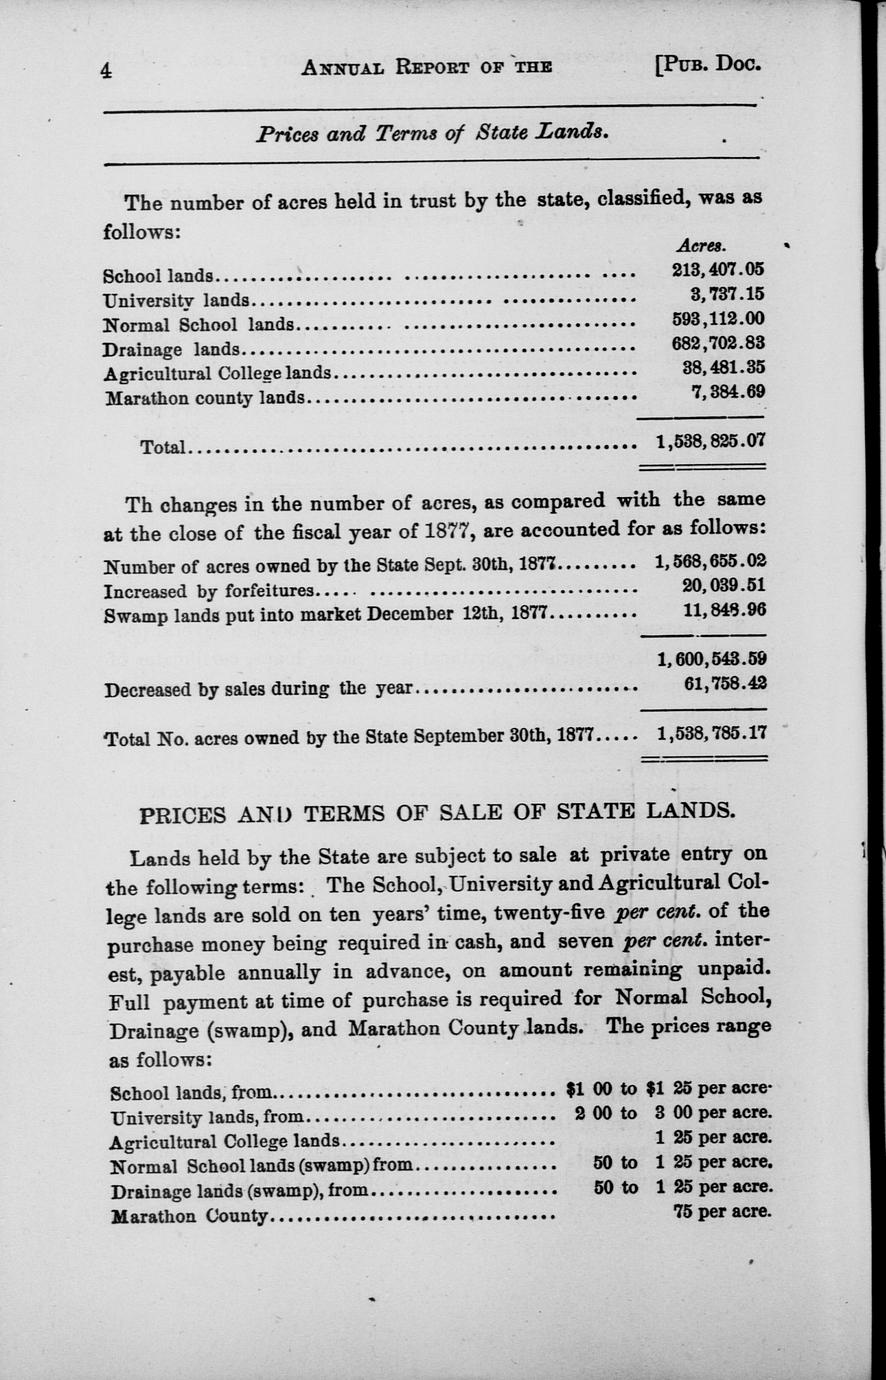 4 ANNUAL REPORT OF THE [PUB. DOC.
Prices and Terms of State Lands.
The number of acres held in trust by the state, classified, was as
follows:
Acres.
School lands.......................................... 213,407.05
University lands.......................................... 3,737.15
Normal School lands.................................... 593,112.00
Drainage lands.......................................... 682,702.83
Agricultural College lands.................................. 38,481.35
Marathon county lands..................................... 7,384.69
Total.................................................. 1,538,825.07
Th changes in the number of acres, as compared with the same
at the close of the fiscal year of 1877, are accounted for as follows:
Number of acres owned by the State Sept. 30th, 1877......... 1,568,655.02
Increased by forfeitures................................... 20,039.51
Swamp lands put into market December 12th, 1877.......... 11,848.96
1,600,543.59
Decreased by sales during the year......................... 61,758.42
Total No. acres owned by the State September 30th, 1877..... 1,538,785.17
PRICES AND TERMS OF SALE OF STATE LANDS.
Lands held by the State are subject to sale at private entry on
the following terms: The School, University and Agricultural Col-
lege lands are sold on ten years' time, twenty-five per cent. of the
purchase money being required in cash, and seven per cent. inter-
est, payable annually in advance, on amount remaining unpaid.
Full payment at time of purchase is required for Normal School,
Drainage (swamp), and Marathon County lands. The prices range
as follows:
School lands, from................................ $1 00 to $1 25 per acre.
University lands, from............................ 2 00 to 3 00 per acre.
Agricultural College lands........................ 1 25 per acre.
Normal School lands (swamp) from................ 50 to 1 25 per acre.
Drainage lands (swamp), from..................... 50 to 1 25 per acre.
Marathon County................................ 75 per acre.